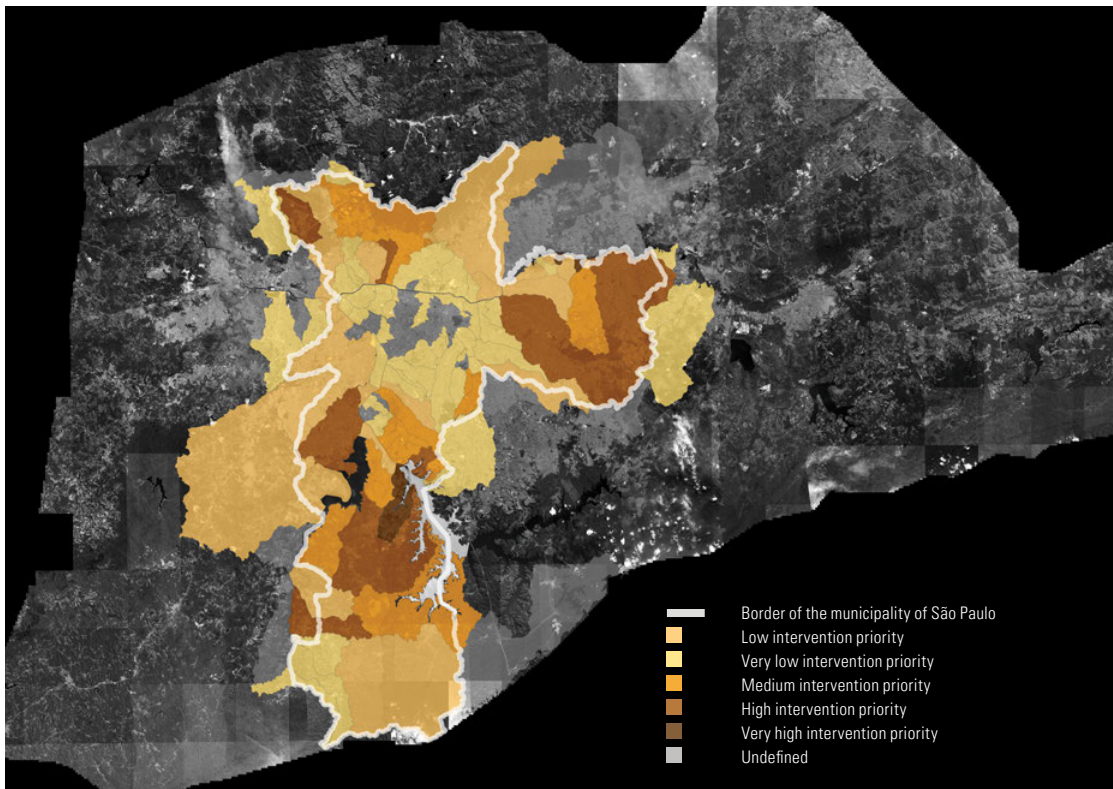 Border of the municipality of São Paulo
Low intervention priority
Very low intervention priority
Medium intervention priority
High intervention priority
Very high intervention priority
Undefined